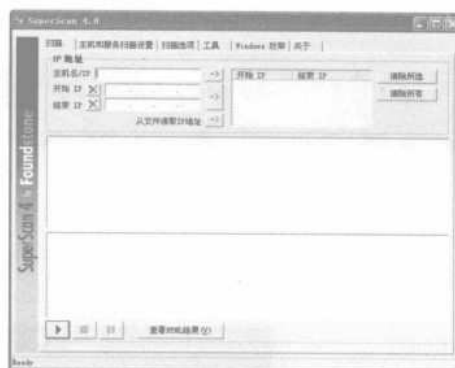 SuperScan 4.0
扫描 主机和服务扫描设置 扫描选项 工具 Windows 枚举 关于
IP 地址
主机名/IP
开始 IP X
结束 IP X
从文件读取IP地址
->
->
->
开始 IP 结束 IP
清除所选
清除所有
SuperScan 4 Foundstone
查看HTML结果(V)
Ready